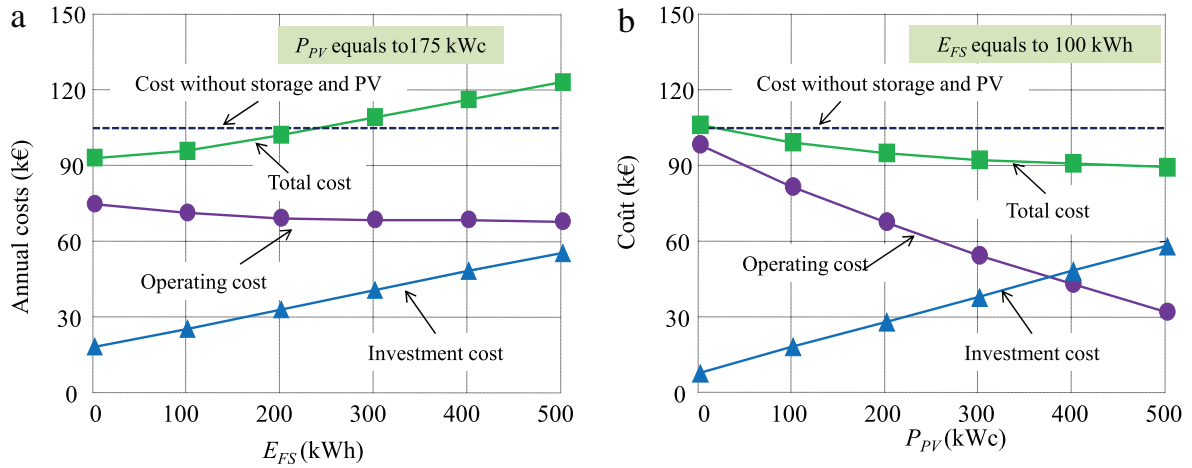 a
150
120
90
60
30
0
Annual costs (k€)
P_PV equals to175 kWc
Cost without storage and PV
Total cost
Operating cost
Investment cost
0 100 200 300 400 500
E_FS (kWh)
b
150
120
90
60
30
0
Coût (k€)
E_FS equals to 100 kWh
Cost without storage and PV
Total cost
Operating cost
Investment cost
0 100 200 300 400 500
P_PV (kWc)